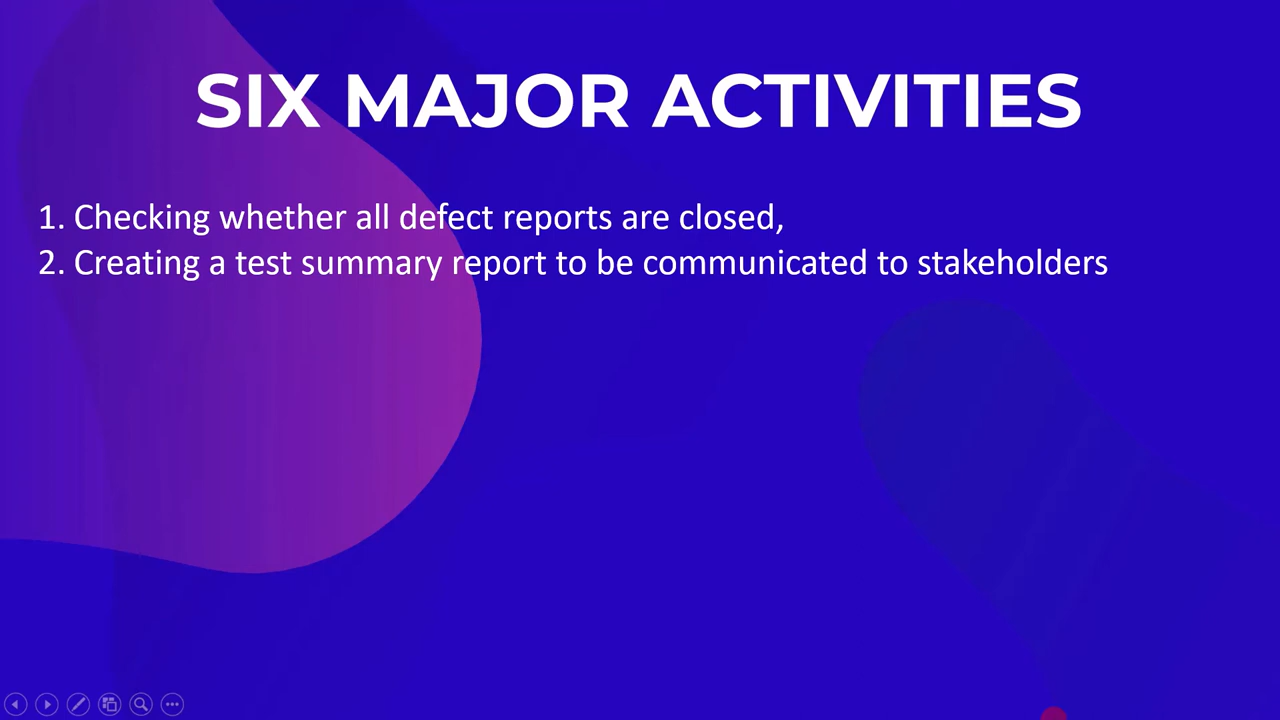 SIX MAJOR ACTIVITIES
1. Checking whether all defect reports are closed,
2. Creating a test summary report to be communicated to stakeholders